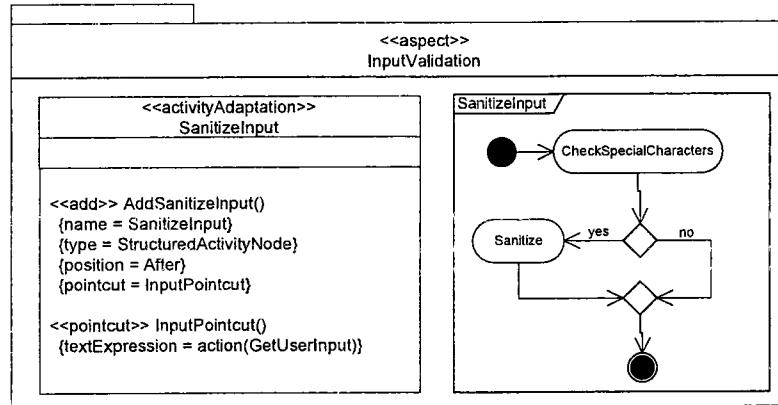 <<aspect>>
InputValidation
<<activityAdaptation>>
SanitizeInput
<<add>> AddSanitizeInput()
{name = SanitizeInput}
{type = StructuredActivityNode}
{position = After}
{pointcut = InputPointcut}
<<pointcut>> InputPointcut()
{textExpression = action(GetUserInput)}
SanitizeInput
CheckSpecialCharacters
Sanitize
yes
no